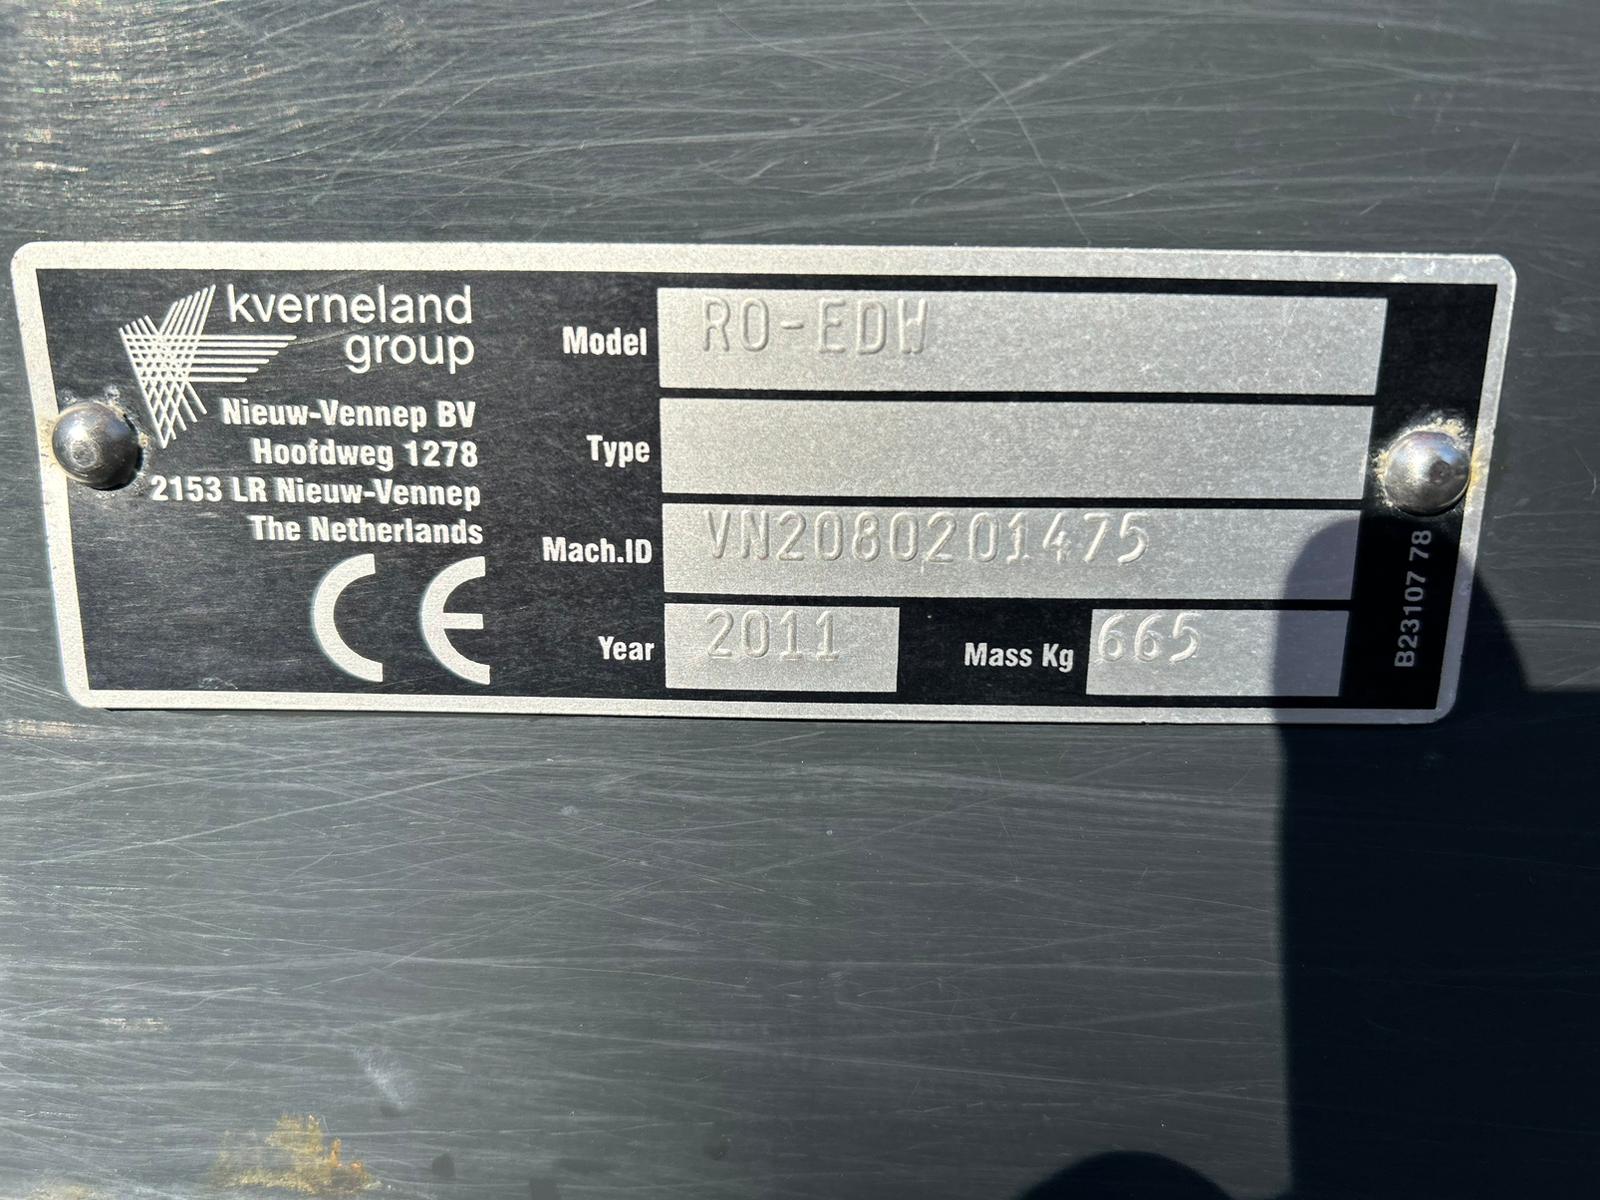 kverneland
group
Nieuw-Vennep BV
Hoofdweg 1278
2153 LR Nieuw-Vennep
The Netherlands
CE
Model RO-EDW
Type
Mach.ID VN2080201475
Year 2011 Mass Kg 665
B23107 78